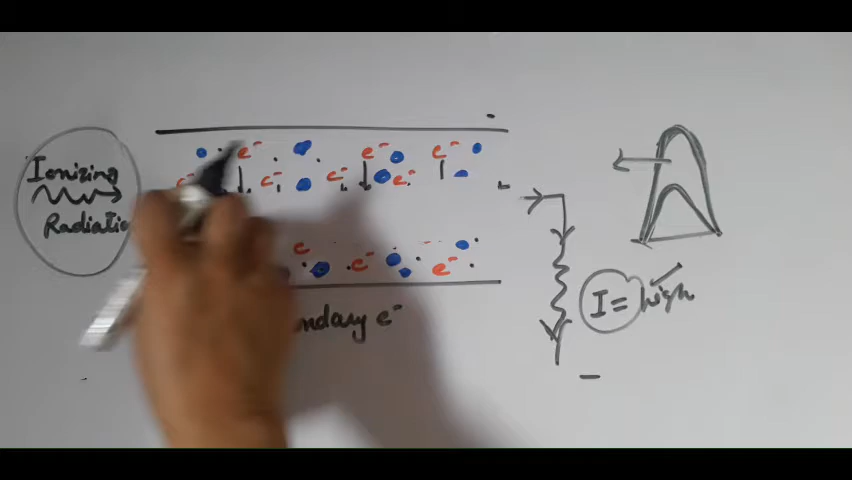 Ionizing
Radiatio
e⁻ e⁻ e⁻
e⁻ e⁻ e⁻ e⁻
e e⁻ e⁻
ndary e⁻
I = high